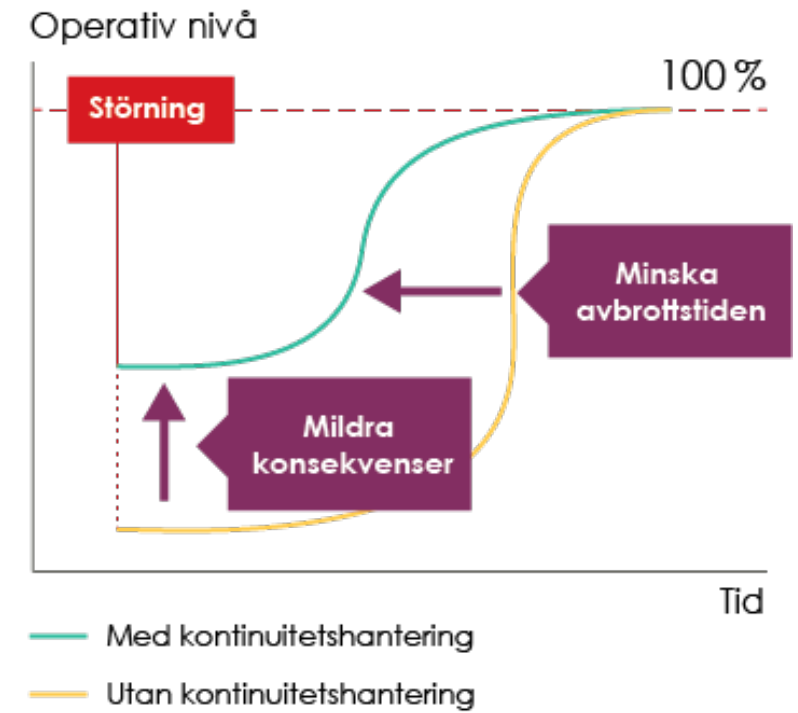 Operativ nivå
100 %
Störning
Minska
avbrottstiden
Mildra
konsekvenser
Tid
Med kontinuitetshantering
Utan kontinuitetshantering